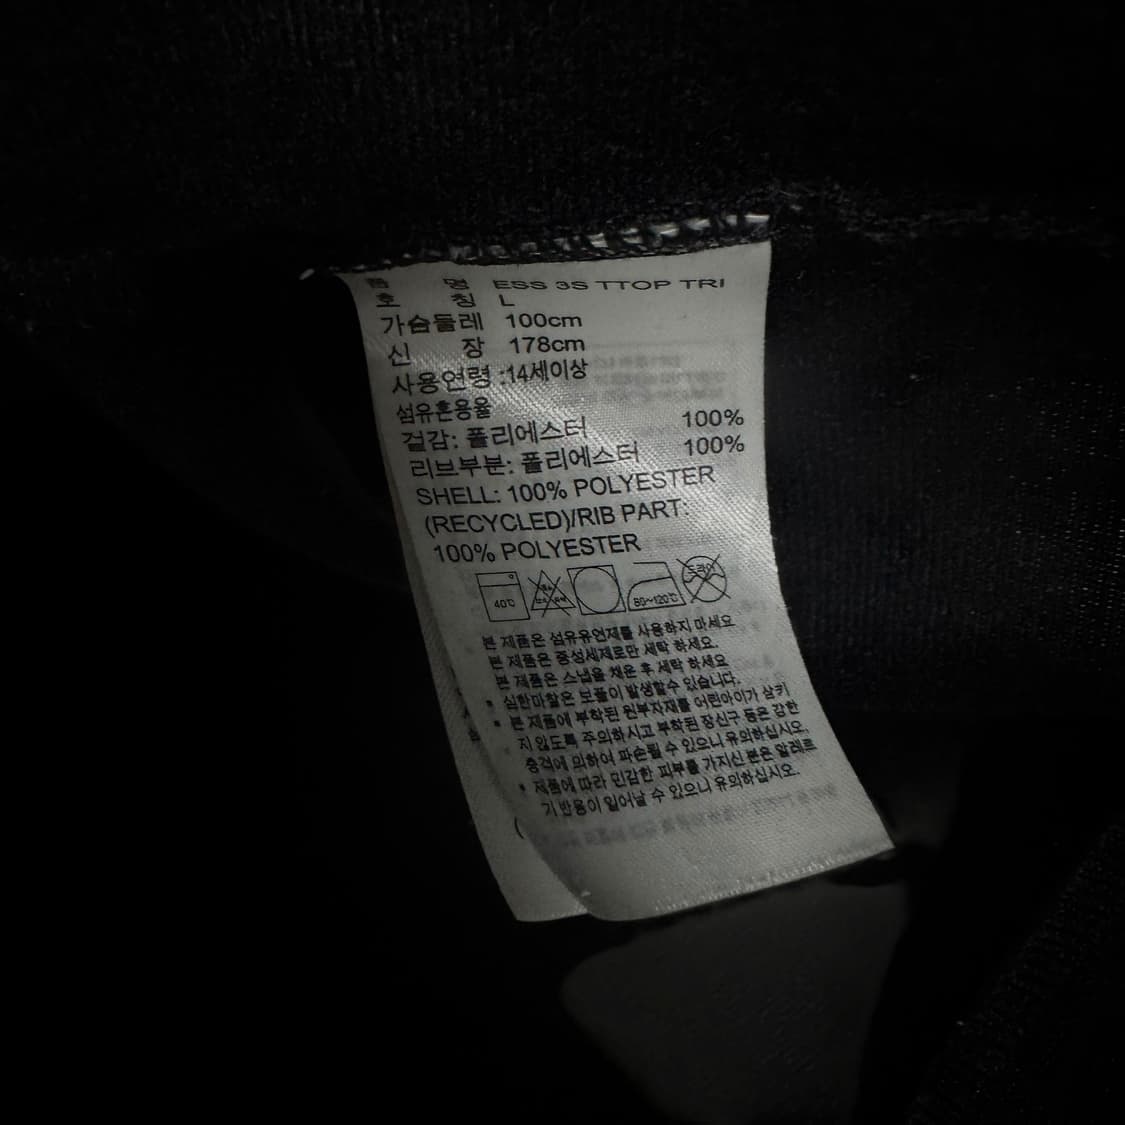 품 명 ESS 3S TTOP TRI
호 칭 L
가슴둘레 100cm
신 장 178cm
사용연령 :14세이상
섬유혼용율
겉감: 폴리에스터 100%
리브부분: 폴리에스터 100%
SHELL: 100% POLYESTER
(RECYCLED)/RIB PART:
100% POLYESTER
40℃ 80~120℃ 드라이
본 제품은 섬유유연제를 사용하지 마세요
본 제품은 중성세제로만 세탁 하세요.
본 제품은 스냅을 채운 후 세탁 하세요
* 심한마찰은 보풀이 발생할수 있습니다.
* 본 제품에 부착된 원부자재를 어린아이가 삼키
지 않도록 주의하시고 부착된 장신구 등은 강한
충격에 의하여 파손될 수 있으니 유의하십시오.
* 제품에 따라 민감한 피부를 가지신 분은 알레르
기 반응이 일어날 수 있으니 유의하십시오.